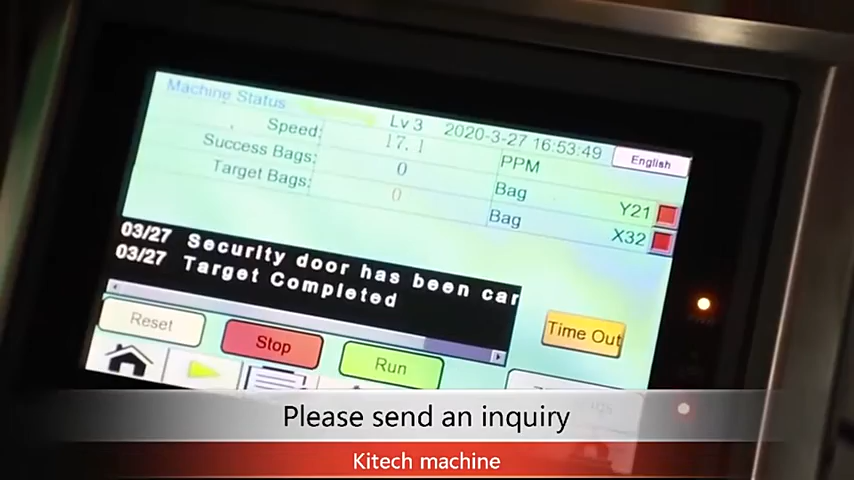 Machine Status
Lv 3 2020-3-27 16:53:49
English
Speed: 17.1 PPM
Success Bags: 0 Bag Y21
Target Bags: 0 Bag X32
03/27 Security door has been can
03/27 Target Completed
Time Out
Reset
Stop
Run
Please send an inquiry
Kitech machine